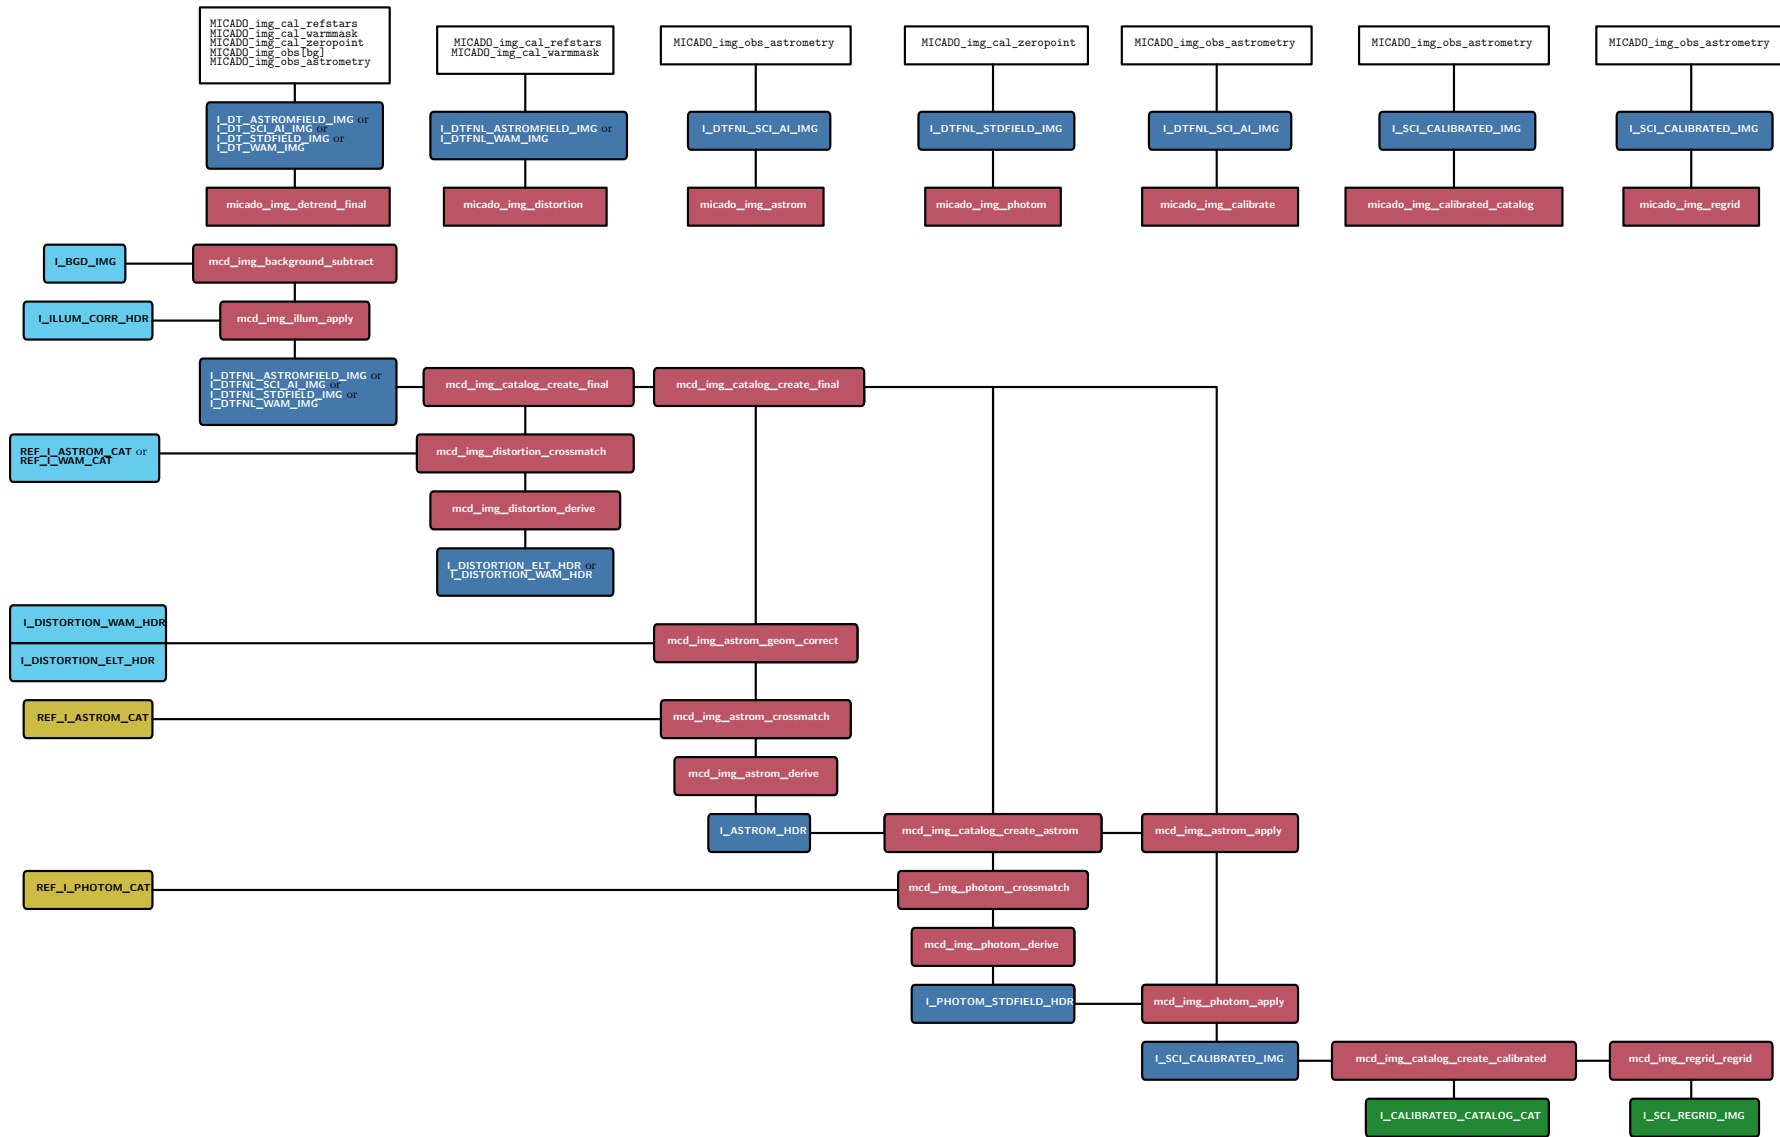 MICADO_img_cal_refstars
MICADO_img_cal_warmmask
MICADO_img_cal_zeropoint
MICADO_img_obs[bg]
MICADO_img_obs_astrometry
MICADO_img_cal_refstars
MICADO_img_cal_warmmask
MICADO_img_obs_astrometry
MICADO_img_cal_zeropoint
MICADO_img_obs_astrometry
MICADO_img_obs_astrometry
MICADO_img_obs_astrometry
I_DT_ASTROMFIELD_IMG or
I_DT_SCI_AI_IMG or
I_DT_STDFIELD_IMG or
I_DT_WAM_IMG
I_DTFNL_ASTROMFIELD_IMG or
I_DTFNL_WAM_IMG
I_DTFNL_SCI_AI_IMG
I_DTFNL_STDFIELD_IMG
I_DTFNL_SCI_AI_IMG
I_SCI_CALIBRATED_IMG
I_SCI_CALIBRATED_IMG
micado_img_detrend_final
micado_img_distortion
micado_img_astrom
micado_img_photom
micado_img_calibrate
micado_img_calibrated_catalog
micado_img_regrid
I_BGD_IMG
mcd_img_background_subtract
I_ILLUM_CORR_HDR
mcd_img_illum_apply
I_DTFNL_ASTROMFIELD_IMG or
I_DTFNL_SCI_AI_IMG or
I_DTFNL_STDFIELD_IMG or
I_DTFNL_WAM_IMG
mcd_img_catalog_create_final
mcd_img_catalog_create_final
REF_I_ASTROM_CAT or
REF_I_WAM_CAT
mcd_img_distortion_crossmatch
mcd_img_distortion_derive
I_DISTORTION_ELT_HDR or
I_DISTORTION_WAM_HDR
I_DISTORTION_WAM_HDR
I_DISTORTION_ELT_HDR
mcd_img_astrom_geom_correct
REF_I_ASTROM_CAT
mcd_img_astrom_crossmatch
mcd_img_astrom_derive
I_ASTROM_HDR
mcd_img_catalog_create_astrom
mcd_img_astrom_apply
REF_I_PHOTOM_CAT
mcd_img_photom_crossmatch
mcd_img_photom_derive
I_PHOTOM_STDFIELD_HDR
mcd_img_photom_apply
I_SCI_CALIBRATED_IMG
mcd_img_catalog_create_calibrated
mcd_img_regrid_regrid
I_CALIBRATED_CATALOG_CAT
I_SCI_REGRID_IMG